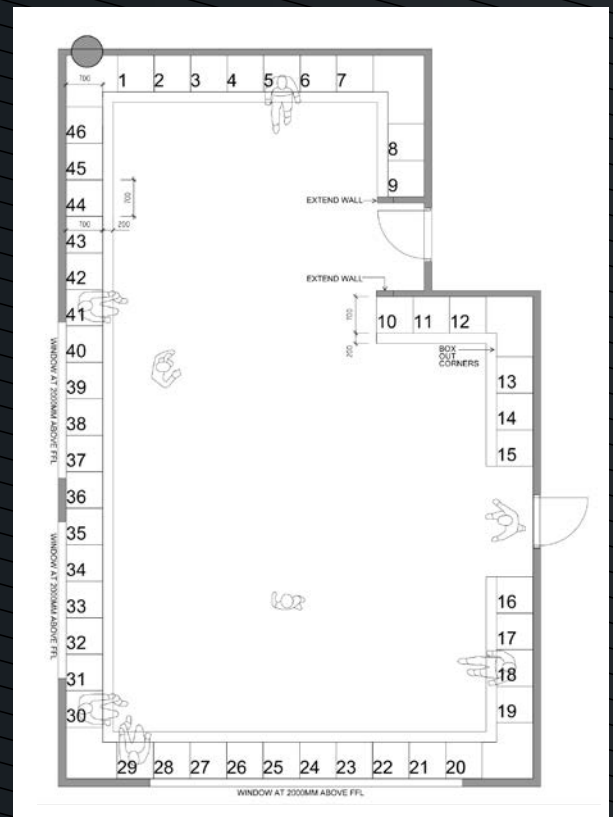 700
1 2 3 4 5 6 7
46
8
45
9
44
700
EXTEND WALL
700
200
43
42
EXTEND WALL
41
700
10 11 12
200
BOX
OUT
CORNERS
40
WINDOW AT 2000MM ABOVE FFL
39
13
38
14
37
15
36
35
34
WINDOW AT 2000MM ABOVE FFL
33
16
32
17
31
18
30
19
29 28 27 26 25 24 23 22 21 20
WINDOW AT 2000MM ABOVE FFL